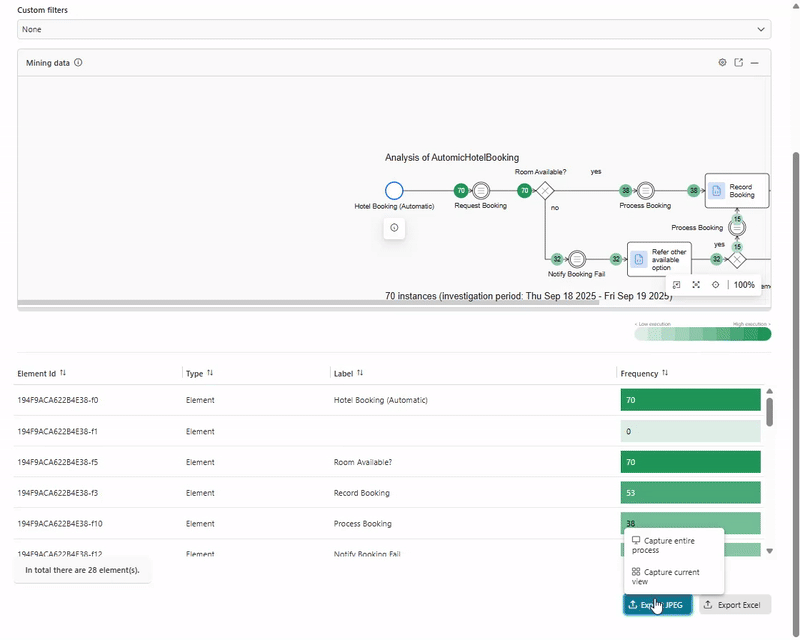 Custom filters
None
Mining data
Analysis of AutomicHotelBooking
Room Available?
yes
70
70
38
38
Record
Booking
Hotel Booking (Automatic)
Request Booking
Process Booking
no
15
Process Booking
yes
15
32
32
Refer other
available
option
32
Notify Booking Fail
100%
70 instances (investigation period: Thu Sep 18 2025 - Fri Sep 19 2025)
< Low execution
High execution >
Element Id
Type
Label
Frequency
194F9ACA622B4E38-f0
Element
Hotel Booking (Automatic)
70
194F9ACA622B4E38-f1
Element
0
194F9ACA622B4E38-f5
Element
Room Available?
70
194F9ACA622B4E38-f3
Element
Record Booking
53
194F9ACA622B4E38-f10
Element
Process Booking
38
194F9ACA622B4E38-f12
Element
Notify Booking Fail
Capture entire
process
In total there are 28 element(s).
Capture current
view
Export JPEG
Export Excel